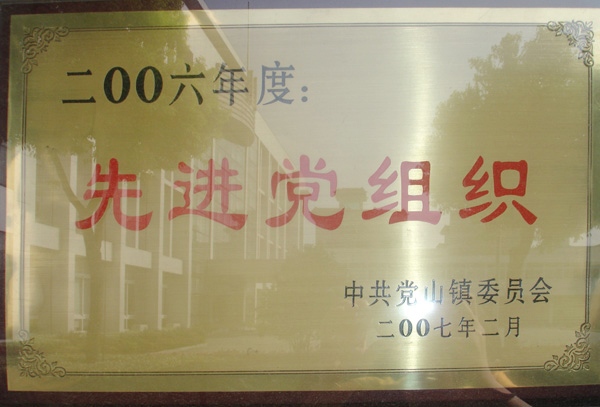 二00六年度：
先进党组织
中共党山镇委员会
二00七年二月